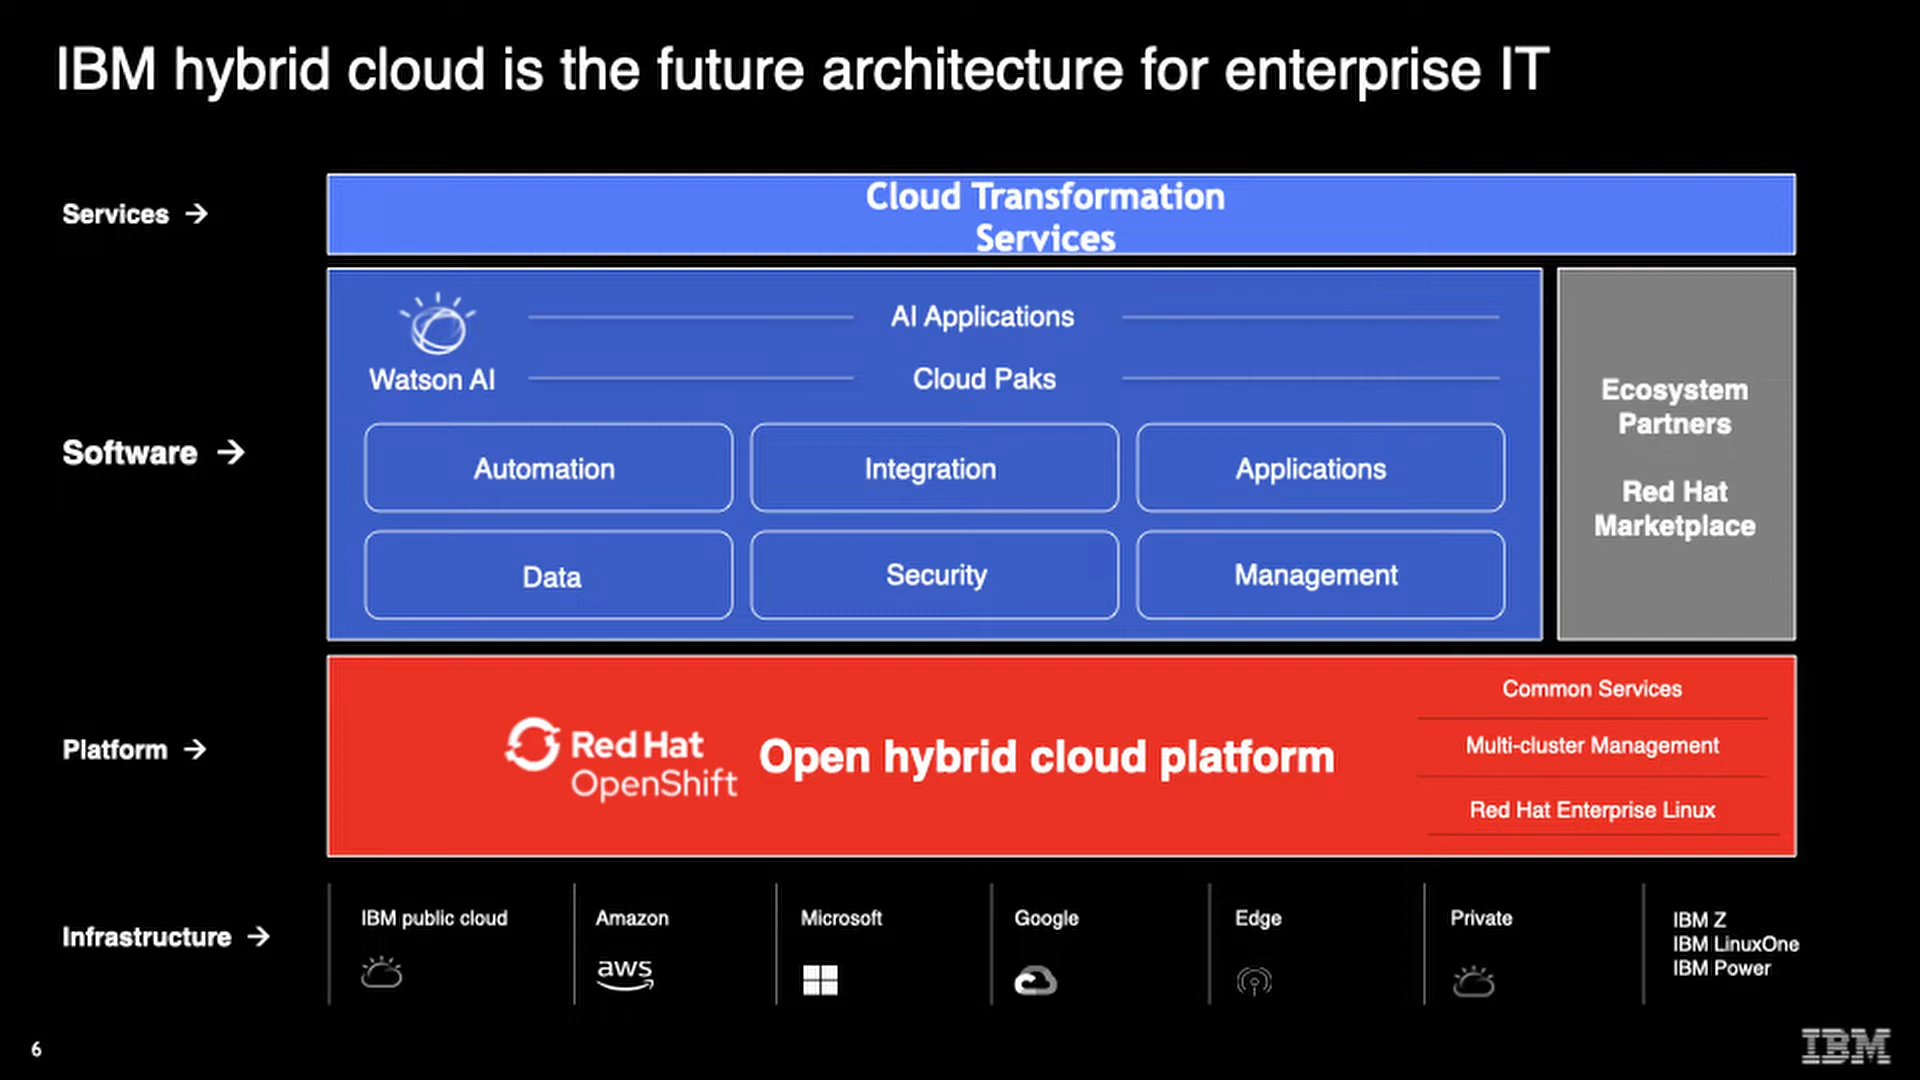 IBM hybrid cloud is the future architecture for enterprise IT
Services →
Cloud Transformation
Services
Software →
Watson AI
AI Applications
Cloud Paks
Automation
Integration
Applications
Data
Security
Management
Ecosystem
Partners
Red Hat
Marketplace
Platform →
Red Hat
OpenShift
Open hybrid cloud platform
Common Services
Multi-cluster Management
Red Hat Enterprise Linux
Infrastructure →
IBM public cloud
Amazon
aws
Microsoft
Google
Edge
Private
IBM Z
IBM LinuxOne
IBM Power
6
IBM